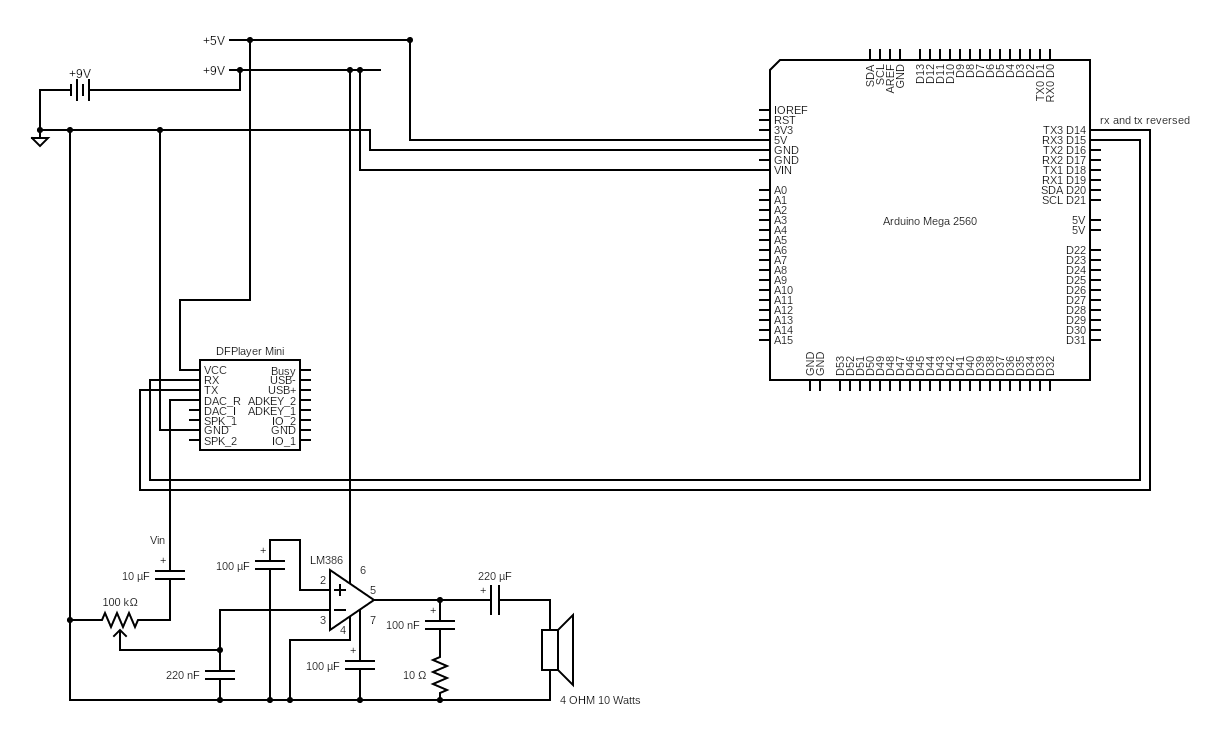 +5V
+9V
+9V
SDA
SCL
AREF
GND
D13
D12
D11
D10
D9
D8
D7
D6
D5
D4
D3
D2
TX0 D1
RX0 D0
IOREF
RST
3V3
5V
GND
GND
VIN
A0
A1
A2
A3
A4
A5
A6
A7
A8
A9
A10
A11
A12
A13
A14
A15
Arduino Mega 2560
rx and tx reversed
TX3 D14
RX3 D15
TX2 D16
RX2 D17
TX1 D18
RX1 D19
SDA D20
SCL D21
5V
5V
D22
D23
D24
D25
D26
D27
D28
D29
D30
D31
GND
GND
D53
D52
D51
D50
D49
D48
D47
D46
D45
D44
D43
D42
D41
D40
D39
D38
D37
D36
D35
D34
D33
D32
DFPlayer Mini
VCC
RX
TX
DAC_R
DAC_I
SPK_1
GND
SPK_2
Busy
USB-
USB+
ADKEY_2
ADKEY_1
IO_2
GND
IO_1
Vin
+
10 µF
100 kΩ
220 nF
+
100 µF
LM386
2
3
4
5
6
7
+
100 µF
+
100 nF
10 Ω
220 µF
+
4 OHM 10 Watts